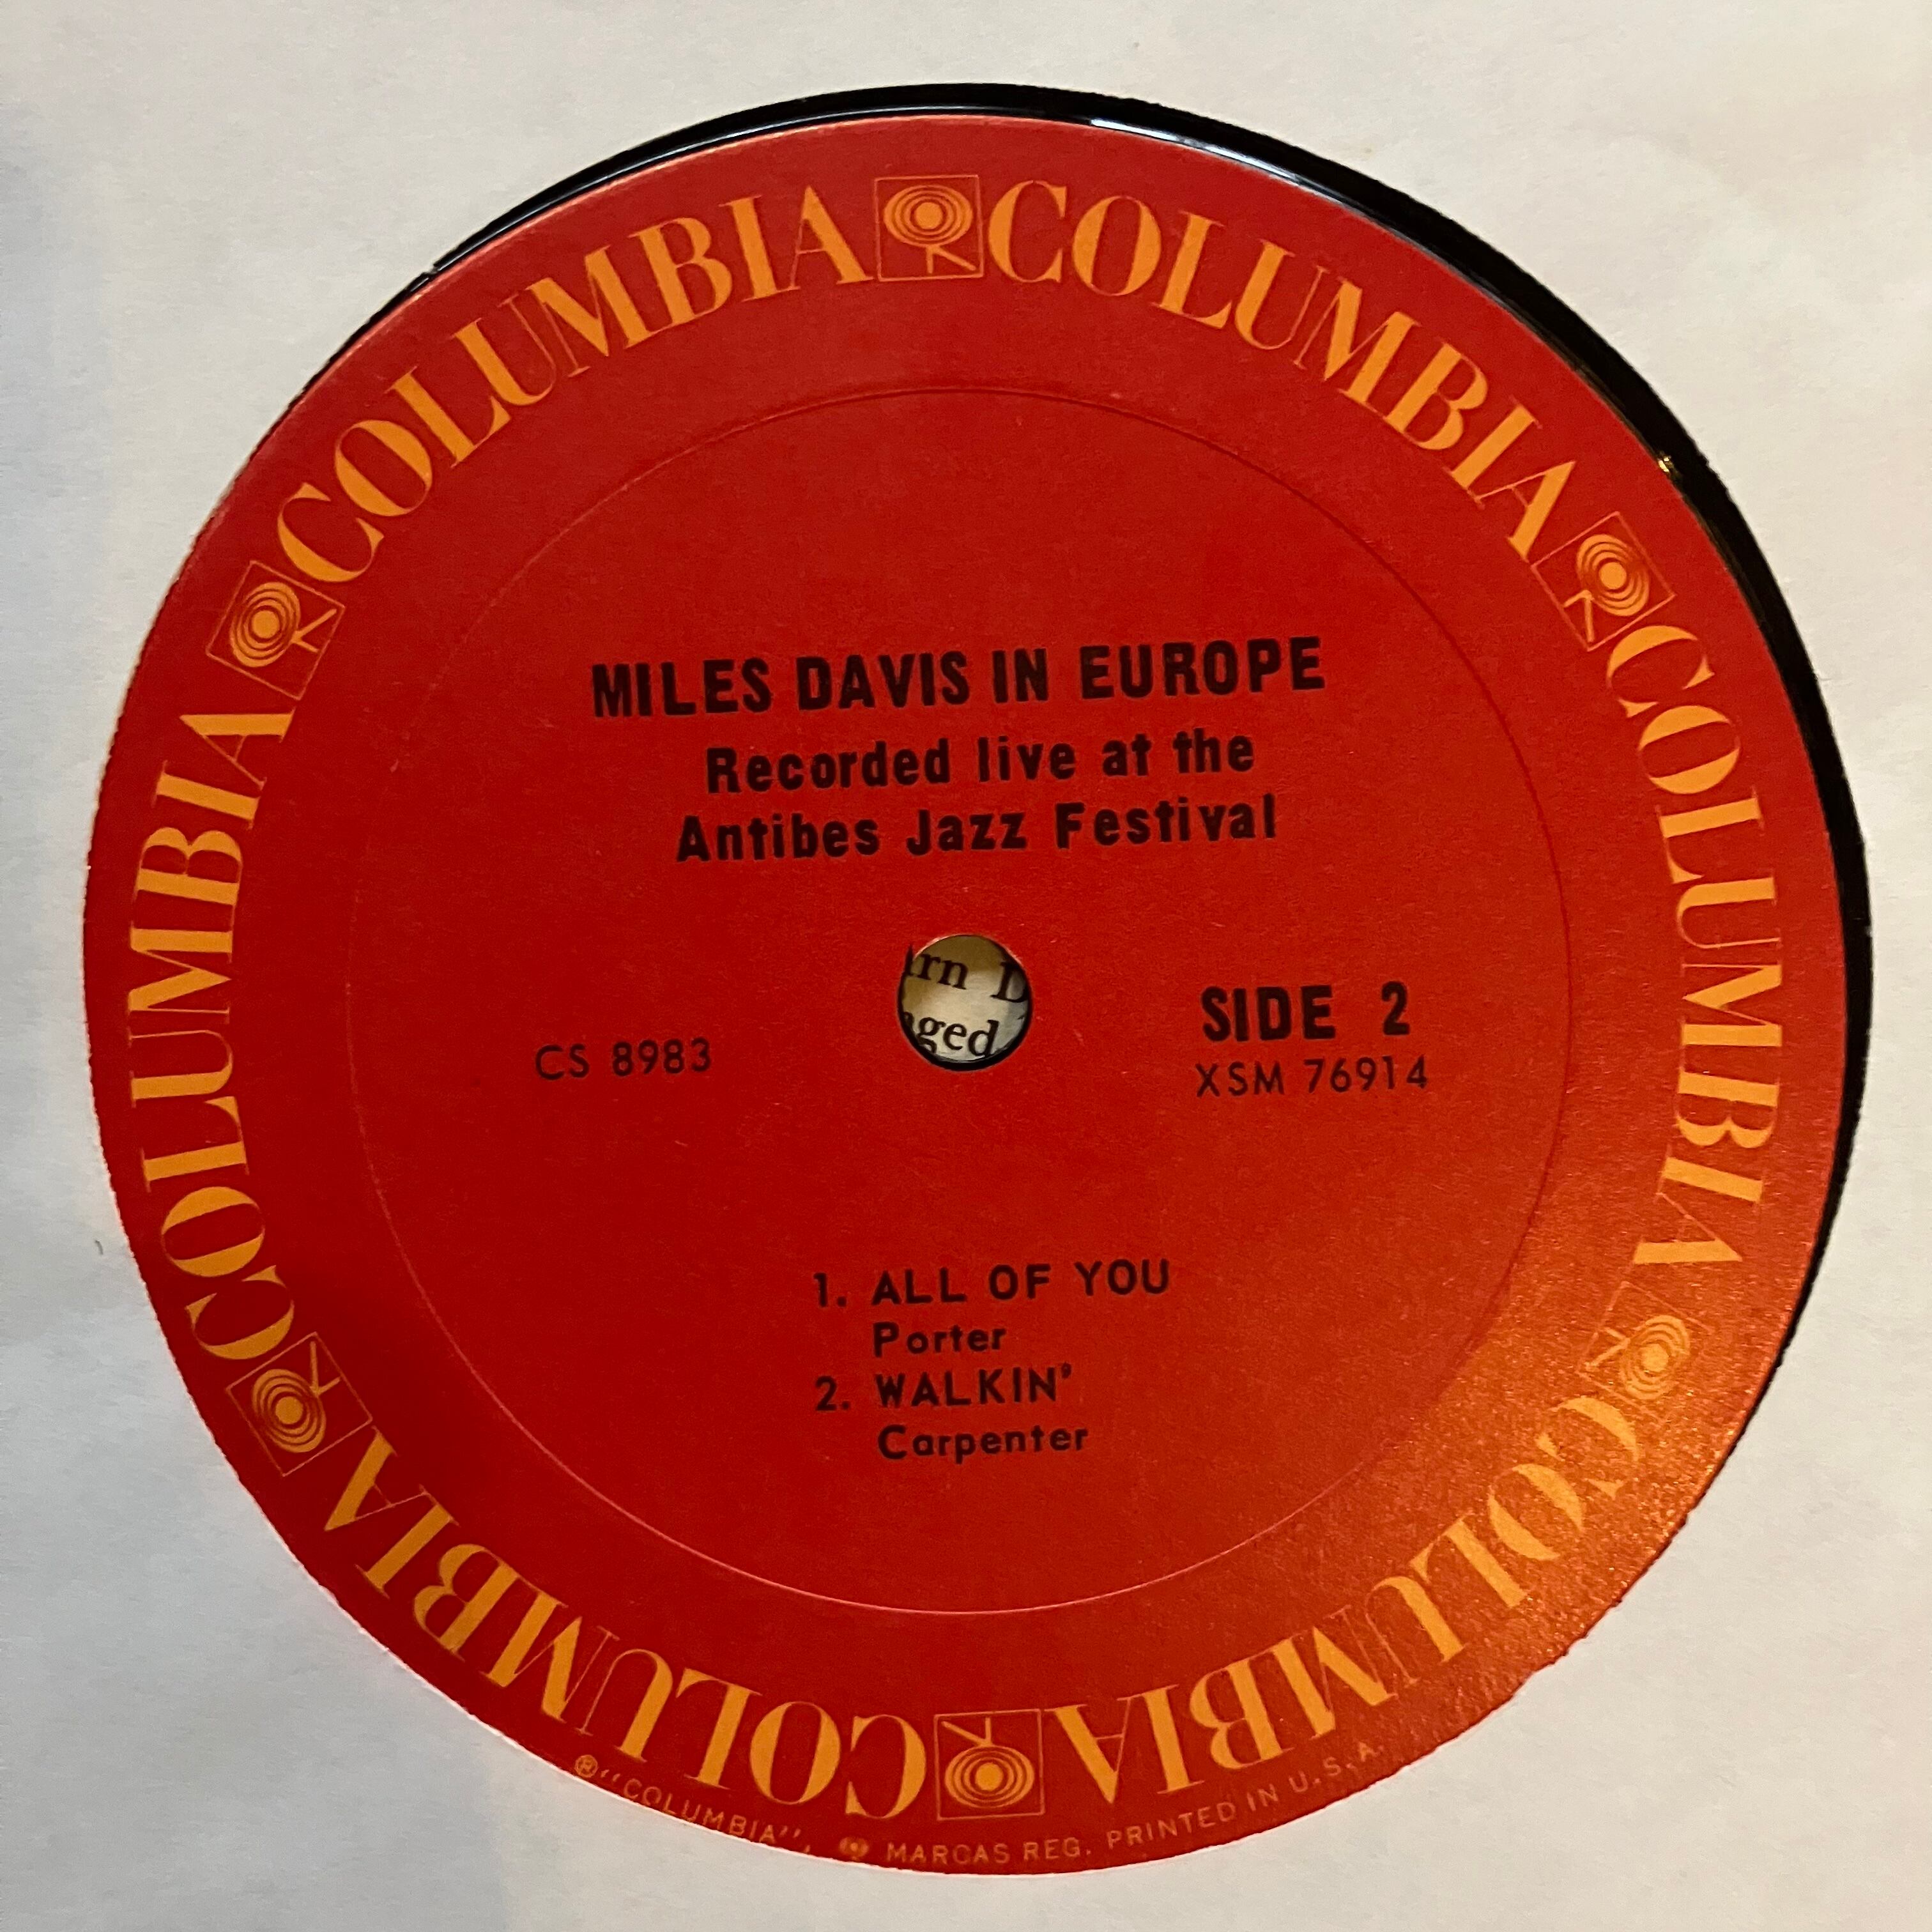 COLUMBIA COLUMBIA COLUMBIA COLUMBIA COLUMBIA COLUMBIA
MILES DAVIS IN EUROPE
Recorded live at the
Antibes Jazz Festival
CS 8983
SIDE 2
XSM 76914
1. ALL OF YOU
Porter
2. WALKIN'
Carpenter
® "COLUMBIA", MARCAS REG. PRINTED IN U.S.A.